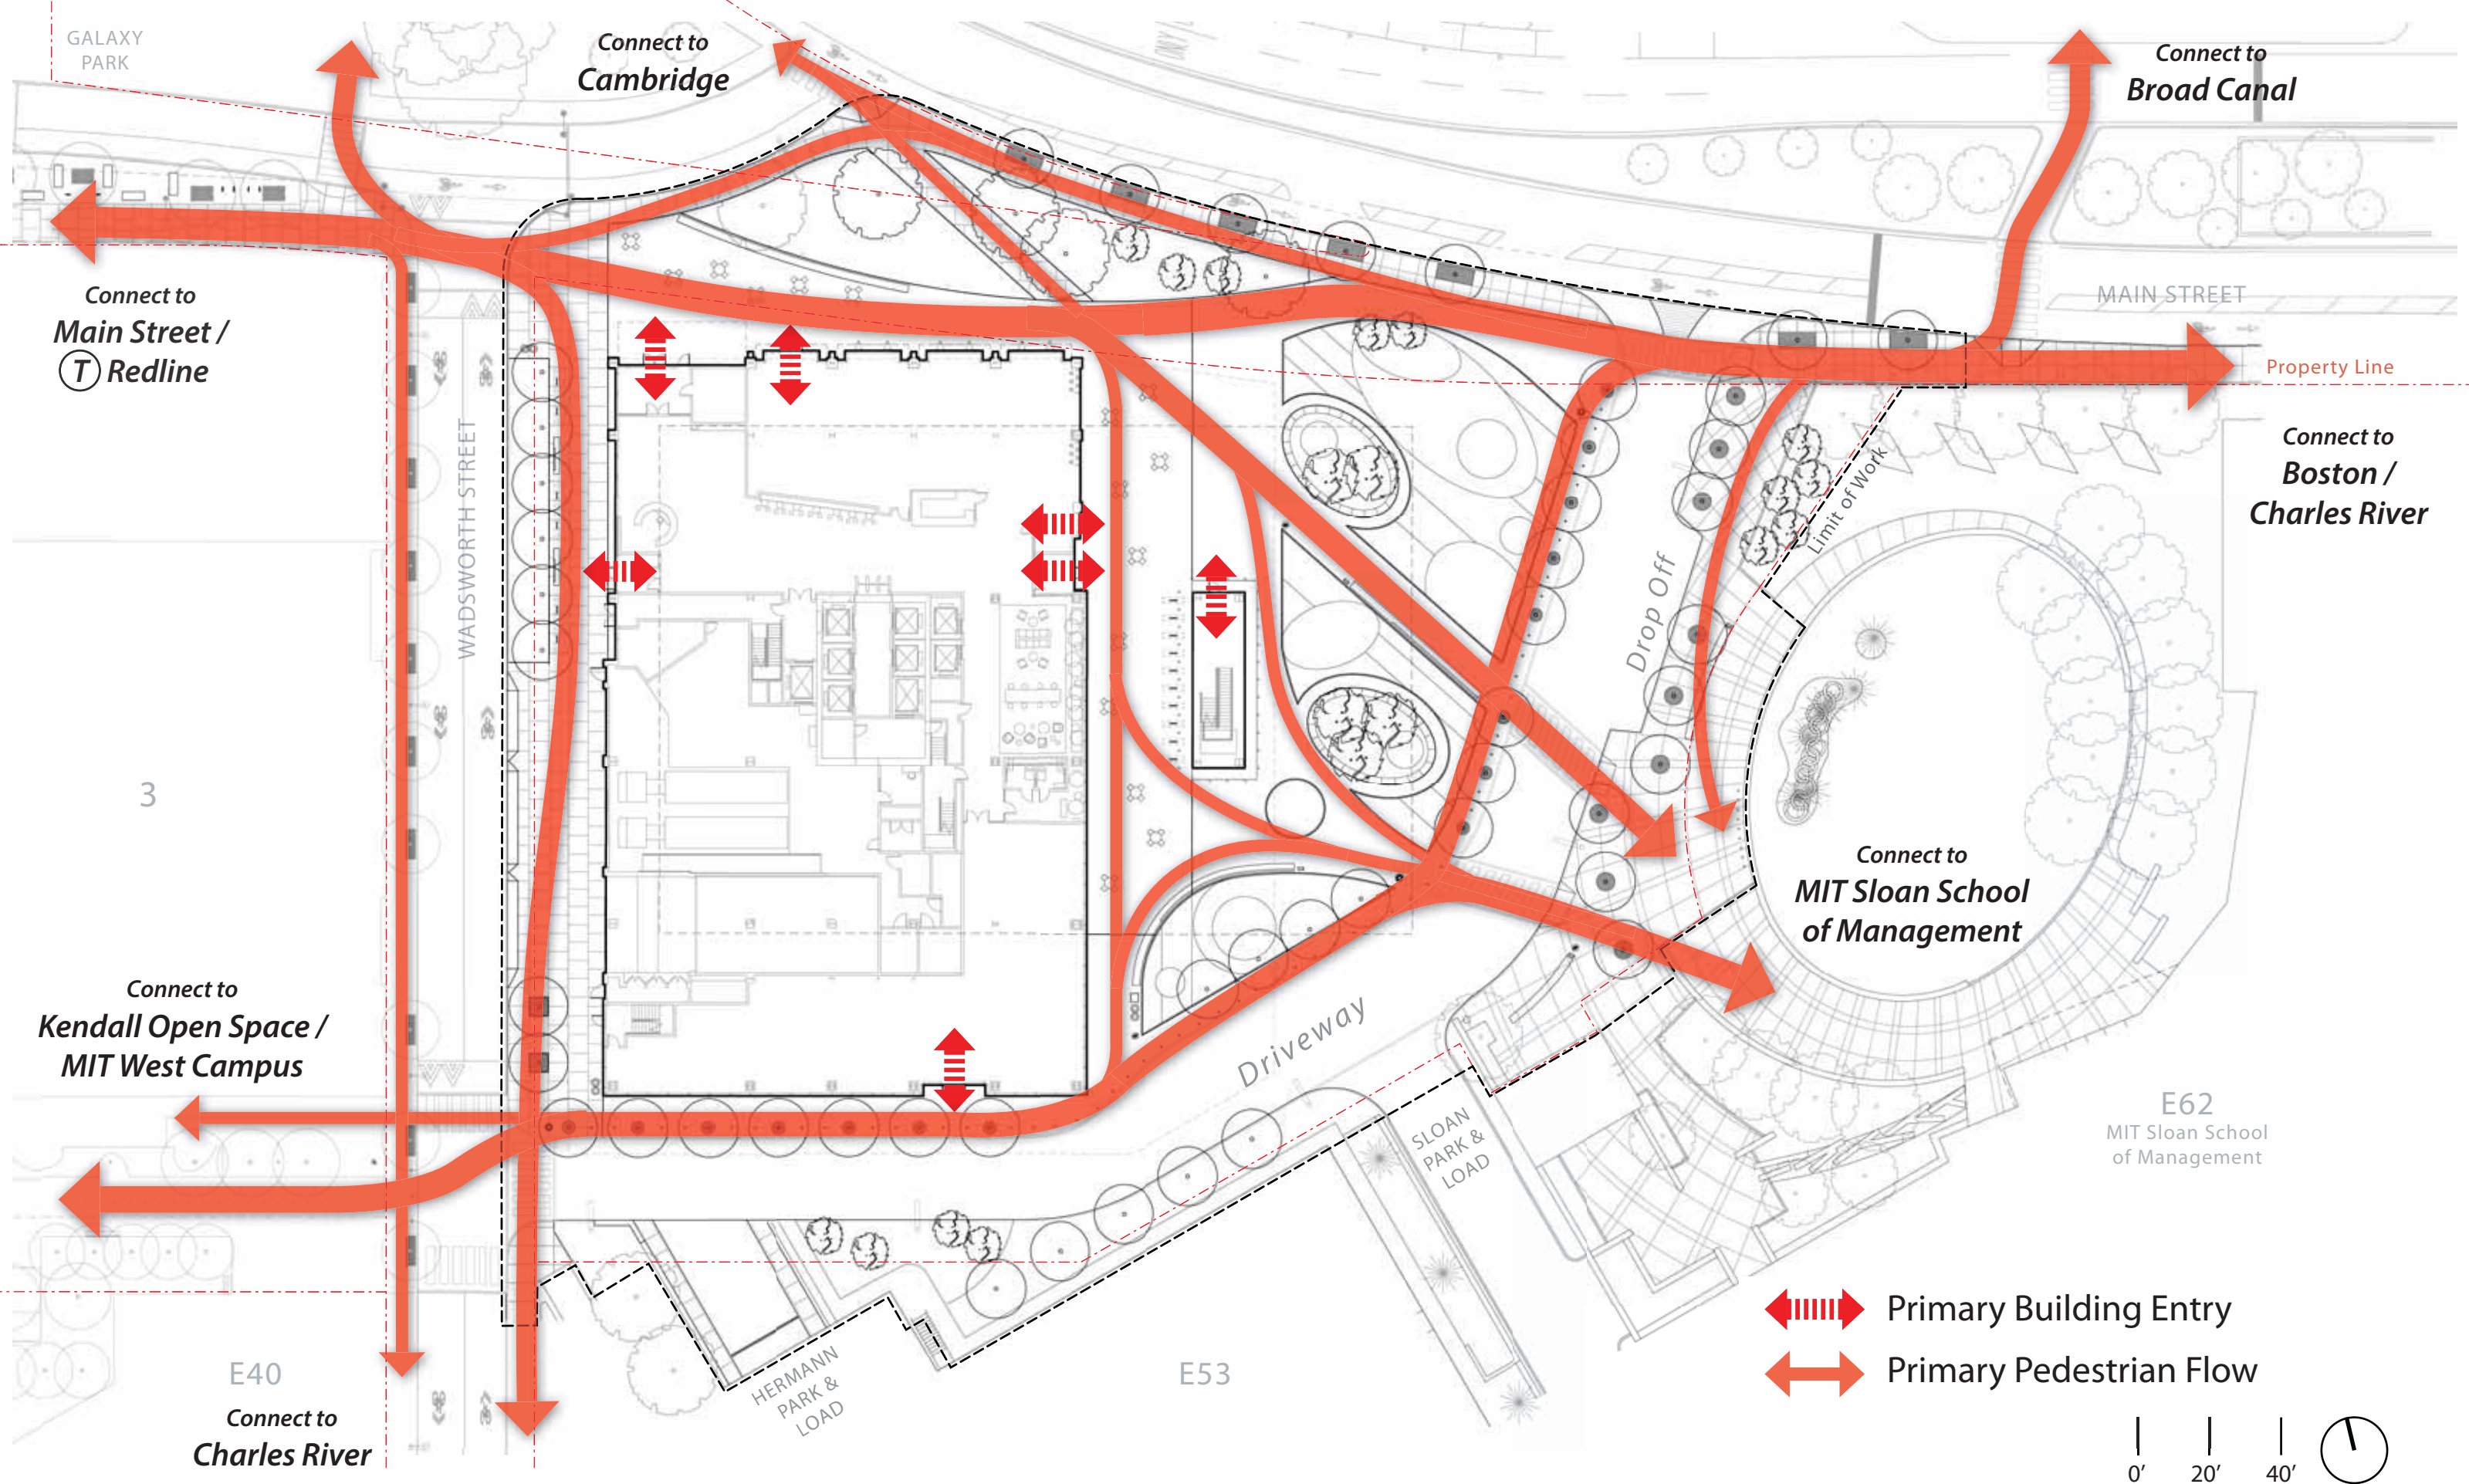 GALAXY
PARK
Connect to
Cambridge
Connect to
Broad Canal
MAIN STREET
Connect to
Main Street /
T Redline
Property Line
Connect to
Boston /
Charles River
WADSWORTH STREET
Limit of Work
Drop Off
3
Connect to
MIT Sloan School
of Management
Connect to
Kendall Open Space /
MIT West Campus
Driveway
SLOAN
PARK &
LOAD
E62
MIT Sloan School
of Management
E40
HERMANN
PARK &
LOAD
E53
Connect to
Charles River
Primary Building Entry
Primary Pedestrian Flow
0' 20' 40'